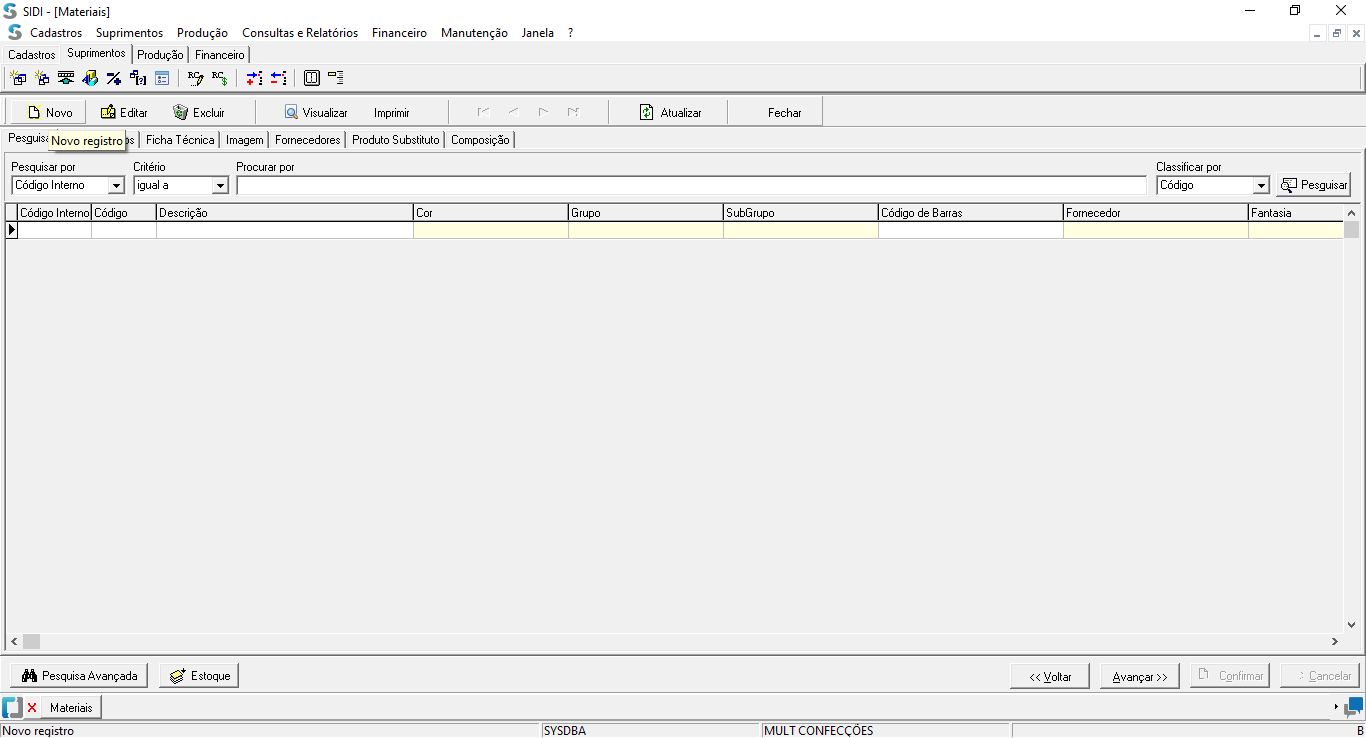 SIDI - [Materiais]
Cadastros Suprimentos Produção Consultas e Relatórios Financeiro Manutenção Janela ?
Cadastros Suprimentos Produção Financeiro
Novo Editar Excluir Visualizar Imprimir Atualizar Fechar
Pesquisa Novo registro os Ficha Técnica Imagem Fornecedores Produto Substituto Composição
Pesquisar por Critério Procurar por Classificar por
Código Interno igual a Código Pesquisar
Código Interno Código Descrição Cor Grupo SubGrupo Código de Barras Fornecedor Fantasia
Pesquisa Avançada Estoque << Voltar Avançar >> Confirmar Cancelar
Materiais
Novo registro SYSDBA MULT CONFECÇÕES B